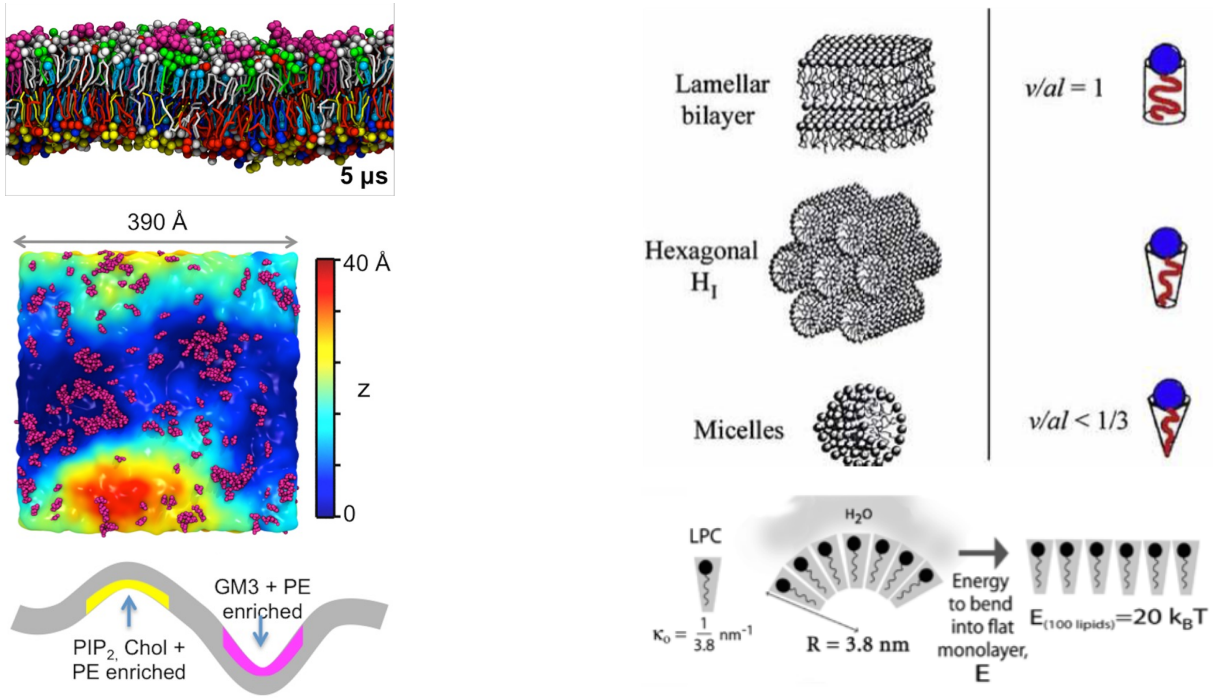 5 µs
390 Å
40 Å
Z
0
GM3 + PE
enriched
PIP₂, Chol +
PE enriched
Lamellar
bilayer
v/al = 1
Hexagonal
H_I
Micelles
v/al < 1/3
LPC
κ₀ = 1/3.8 nm⁻¹
H₂O
R = 3.8 nm
Energy
to bend
into flat
monolayer,
E
E(100 lipids)=20 k_BT